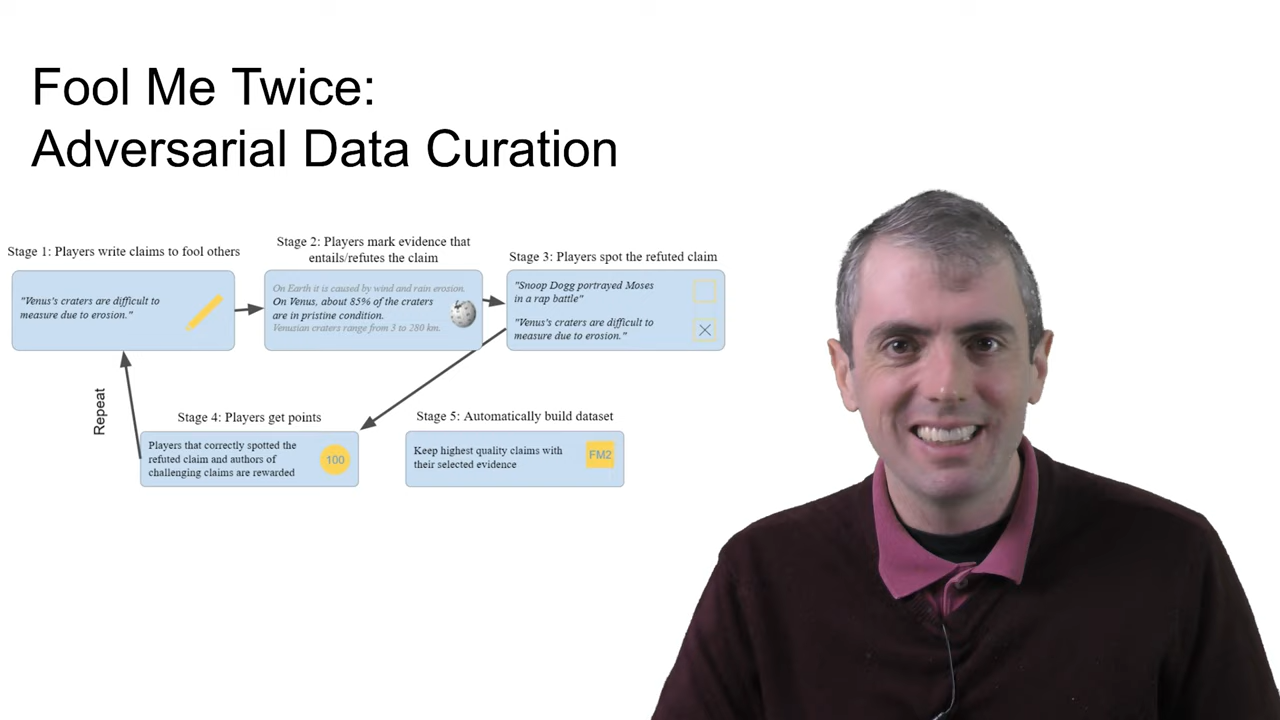 Fool Me Twice:
Adversarial Data Curation
Stage 1: Players write claims to fool others
"Venus's craters are difficult to
measure due to erosion."
Stage 2: Players mark evidence that
entails/refutes the claim
On Earth it is caused by wind and rain erosion.
On Venus, about 85% of the craters
are in pristine condition.
Venusian craters range from 3 to 280 km.
Stage 3: Players spot the refuted claim
"Snoop Dogg portrayed Moses
in a rap battle"
"Venus's craters are difficult to
measure due to erosion."
Repeat
Stage 4: Players get points
Players that correctly spotted the
refuted claim and authors of
challenging claims are rewarded
100
Stage 5: Automatically build dataset
Keep highest quality claims with
their selected evidence
FM2